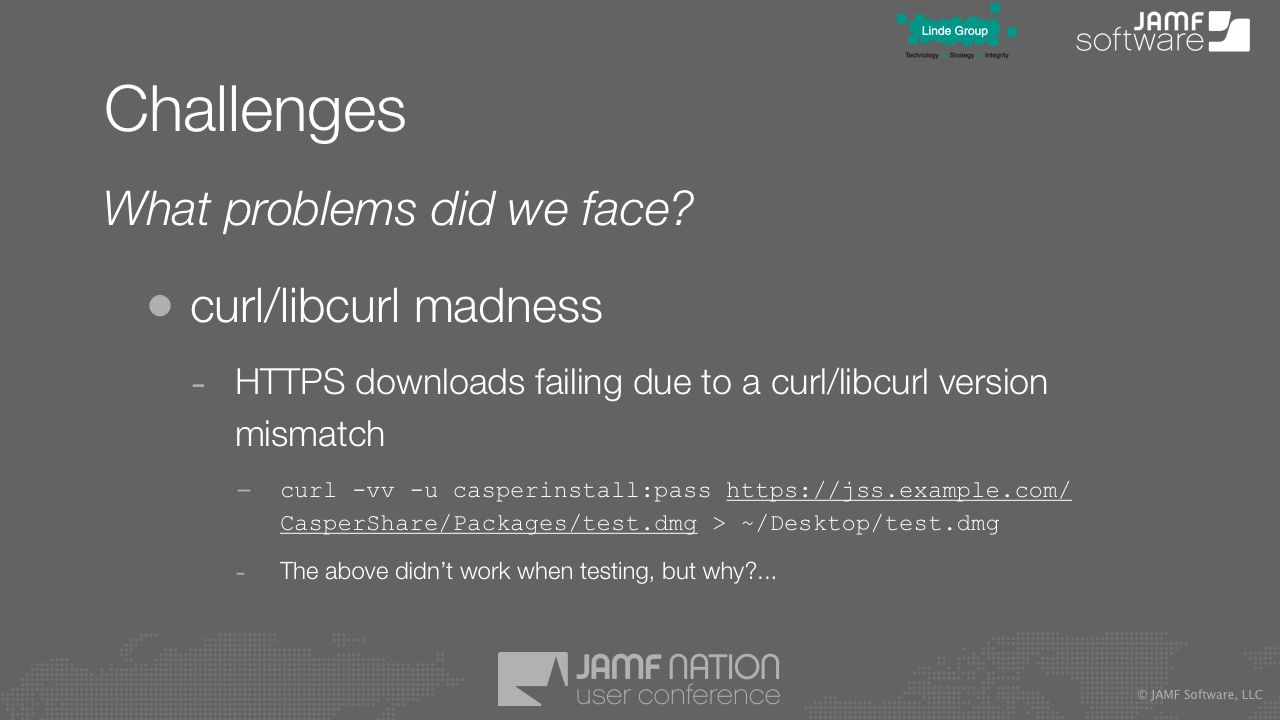 Linde Group
Technology Strategy Integrity
JAMF
software
Challenges
What problems did we face?
curl/libcurl madness
- HTTPS downloads failing due to a curl/libcurl version
mismatch
- curl -vv -u casperinstall:pass https://jss.example.com/
CasperShare/Packages/test.dmg > ~/Desktop/test.dmg
- The above didn’t work when testing, but why?...
JAMF NATION
user conference
© JAMF Software, LLC